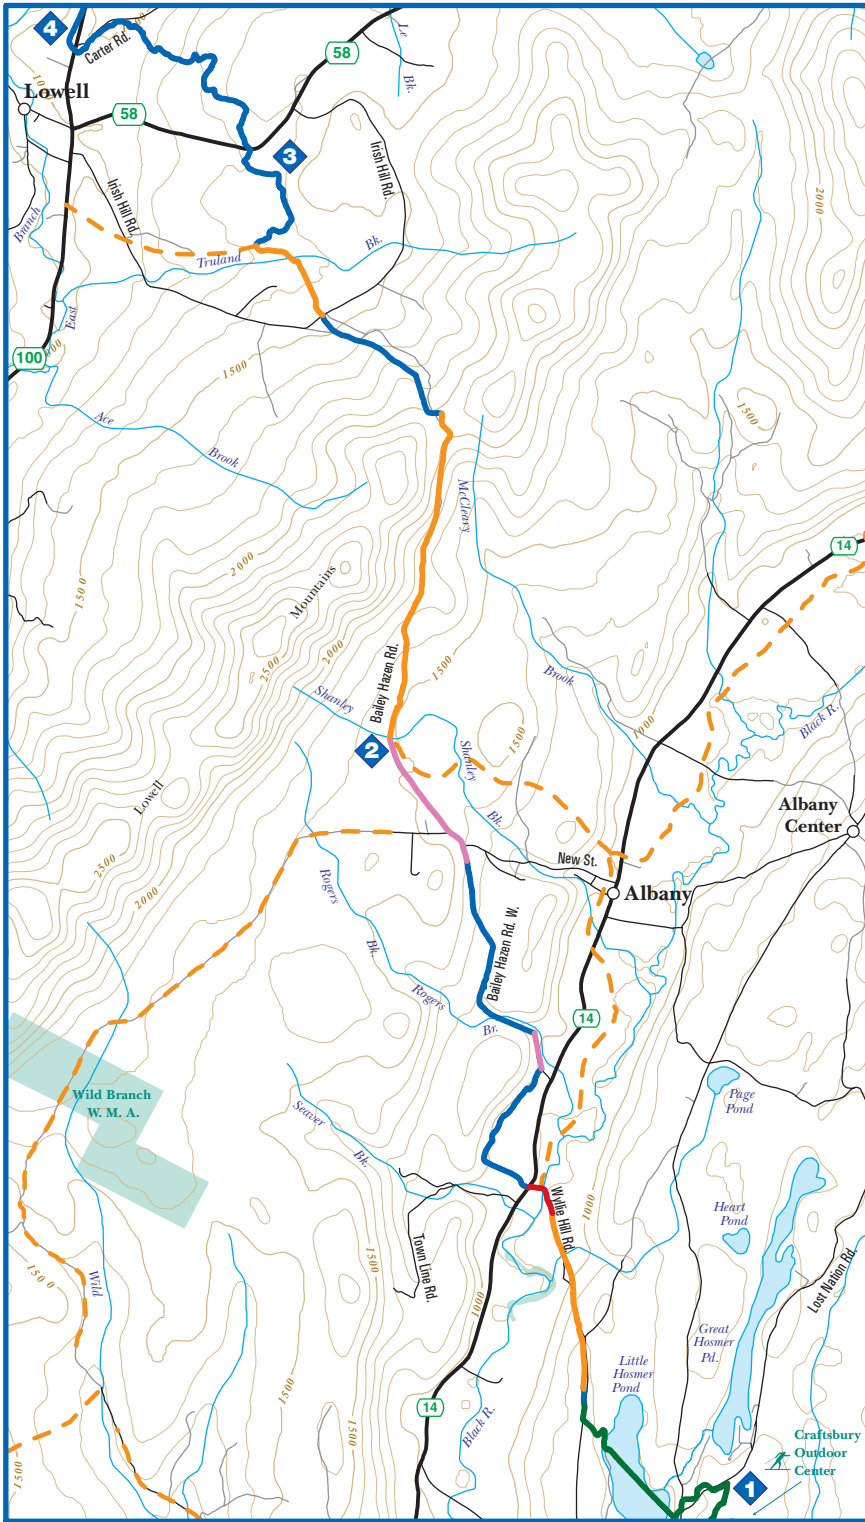 4
Carter Rd.
58
Le
Bk.
Lowell
58
3
Irish Hill Rd.
Irish Hill Rd.
2000
Branch
Bk.
Truland
East
100
1500
1500
Ace
Brook
McCleary
14
2000
1500
Mountains
2000
2500
1500
Bailey Hazen Rd.
Brook
Shanley
Black R.
1000
1500
2
Shanley
Lowell
Bk.
Albany
Center
New St.
2500
Rogers
Albany
2000
Bailey Hazen Rd. W.
Bk.
Rogers
14
Br.
Wild Branch
W. M. A.
Page
Pond
Seaver
Bk.
Wyllie Hill Rd.
1000
Heart
Pond
Town Line Rd.
1500
1500
Lost Nation Rd.
Wild
1000
Great
Hosmer
Pd.
Little
Hosmer
Pond
1500
14
Black R.
1500
1500
Craftsbury
Outdoor
Center
1